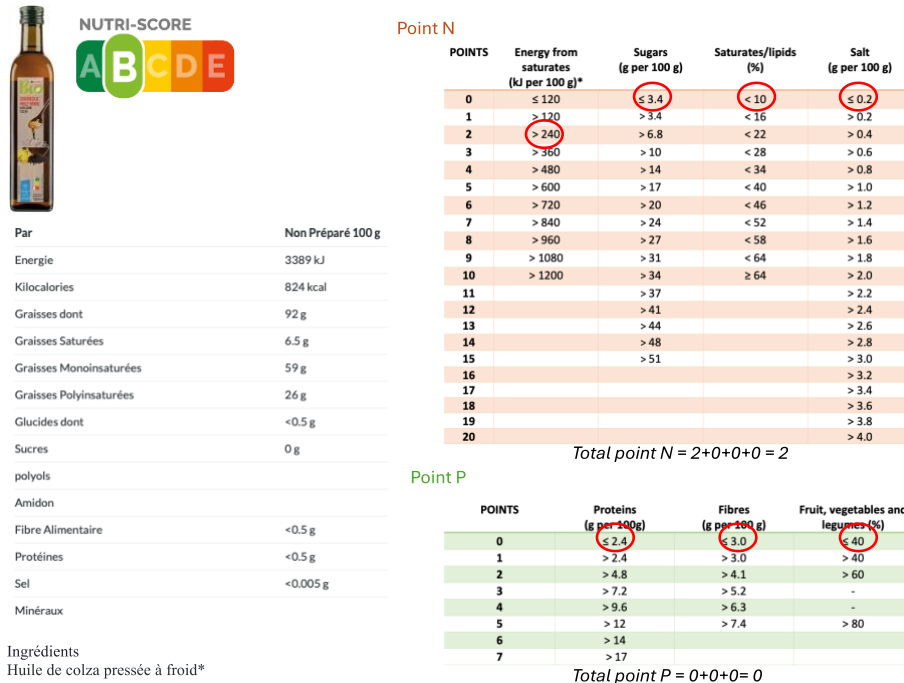 NUTRI-SCORE
A B C D E
Bio
Par Non Préparé 100 g
Energie 3389 kJ
Kilocalories 824 kcal
Graisses dont 92 g
Graisses Saturées 6.5 g
Graisses Monoinsaturées 59 g
Graisses Polyinsaturées 26 g
Glucides dont <0.5 g
Sucres 0 g
polyols
Amidon
Fibre Alimentaire <0.5 g
Protéines <0.5 g
Sel <0.005 g
Minéraux
Ingrédients
Huile de colza pressée à froid*
Point N
POINTS Energy from Sugars Saturates/lipids Salt
saturates (g per 100 g) (%) (g per 100 g)
(kJ per 100 g)*
0 ≤ 120 ≤ 3.4 < 10 ≤ 0.2
1 > 120 > 3.4 < 16 > 0.2
2 > 240 > 6.8 < 22 > 0.4
3 > 360 > 10 < 28 > 0.6
4 > 480 > 14 < 34 > 0.8
5 > 600 > 17 < 40 > 1.0
6 > 720 > 20 < 46 > 1.2
7 > 840 > 24 < 52 > 1.4
8 > 960 > 27 < 58 > 1.6
9 > 1080 > 31 < 64 > 1.8
10 > 1200 > 34 ≥ 64 > 2.0
11 > 37 > 2.2
12 > 41 > 2.4
13 > 44 > 2.6
14 > 48 > 2.8
15 > 51 > 3.0
16 > 3.2
17 > 3.4
18 > 3.6
19 > 3.8
20 > 4.0
Total point N = 2+0+0+0 = 2
Point P
POINTS Proteins Fibres Fruit, vegetables and
(g per 100g) (g per 100 g) legumes (%)
0 ≤ 2.4 ≤ 3.0 ≤ 40
1 > 2.4 > 3.0 > 40
2 > 4.8 > 4.1 > 60
3 > 7.2 > 5.2 -
4 > 9.6 > 6.3 -
5 > 12 > 7.4 > 80
6 > 14
7 > 17
Total point P = 0+0+0= 0